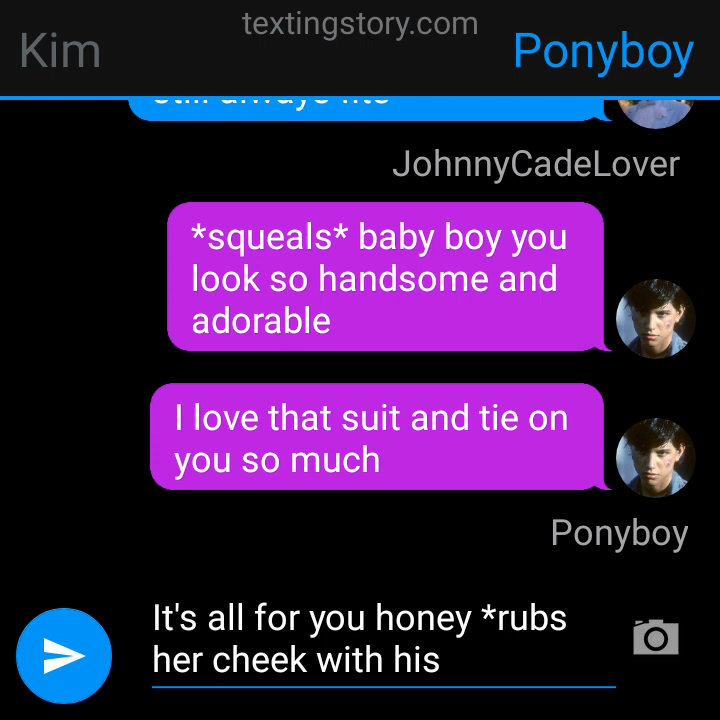 textingstory.com
Kim
Ponyboy
JohnnyCadeLover
*squeals* baby boy you
look so handsome and
adorable
I love that suit and tie on
you so much
Ponyboy
It's all for you honey *rubs
her cheek with his